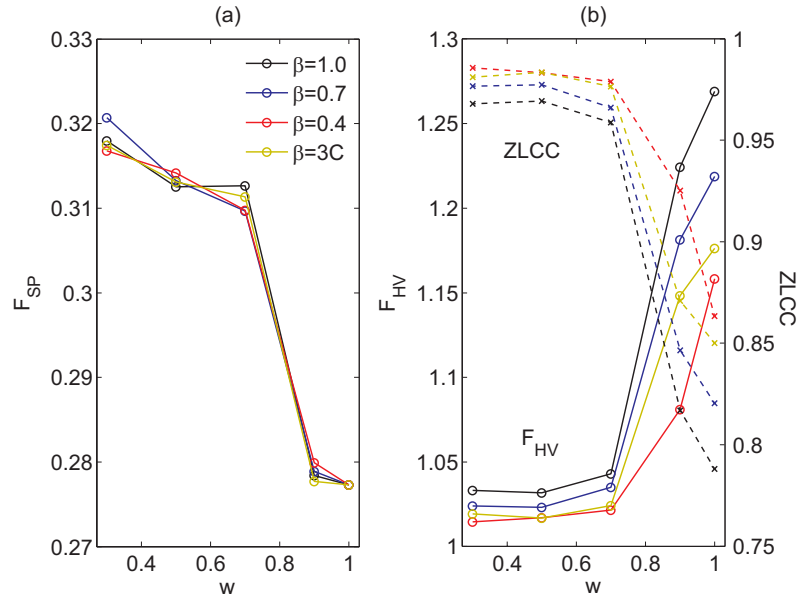 (a)
0.33
0.32
0.31
0.3
0.29
0.28
0.27
0.4 0.6 0.8 1
w
F_SP
β=1.0
β=0.7
β=0.4
β=3C
(b)
1.3
1.25
1.2
1.15
1.1
1.05
1
0.4 0.6 0.8 1
w
F_HV
ZLCC
F_HV
1
0.95
0.9
0.85
0.8
0.75
ZLCC